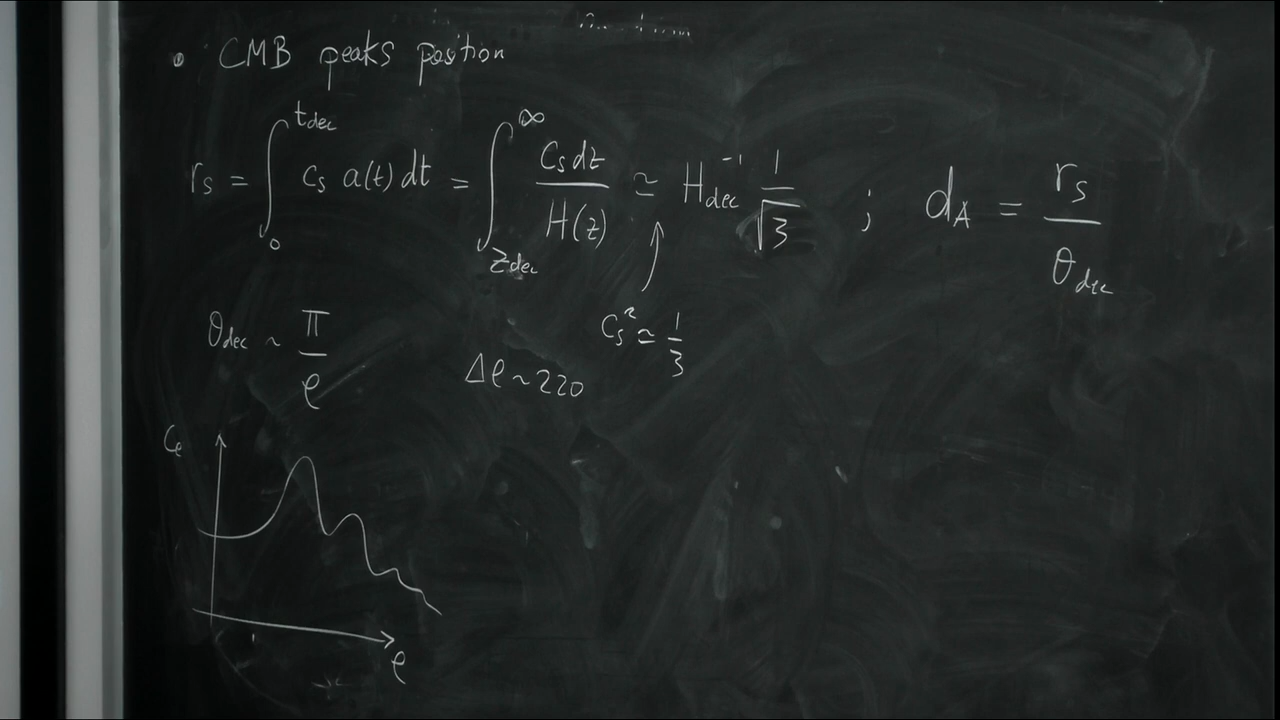 • CMB peaks position
r_s = ∫_0^{t_dec} c_s a(t) dt = ∫_{z_dec}^∞ c_s dz / H(z) ≃ H_dec^{-1} 1/√3 ; d_A = r_s / θ_dec
θ_dec ~ π/ℓ
c_s^2 ≃ 1/3
Δℓ ~ 220
C_ℓ
ℓ